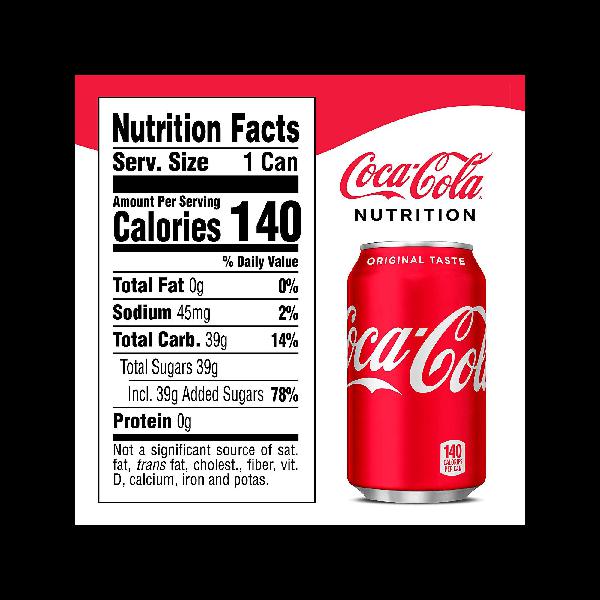 Nutrition Facts
Serv. Size 1 Can
Amount Per Serving
Calories 140
% Daily Value
Total Fat 0g 0%
Sodium 45mg 2%
Total Carb. 39g 14%
Total Sugars 39g
Incl. 39g Added Sugars 78%
Protein 0g
Not a significant source of sat.
fat, trans fat, cholest., fiber, vit.
D, calcium, iron and potas.
Coca-Cola
NUTRITION
ORIGINAL TASTE
Coca-Cola
140
CALORIES
PER CAN